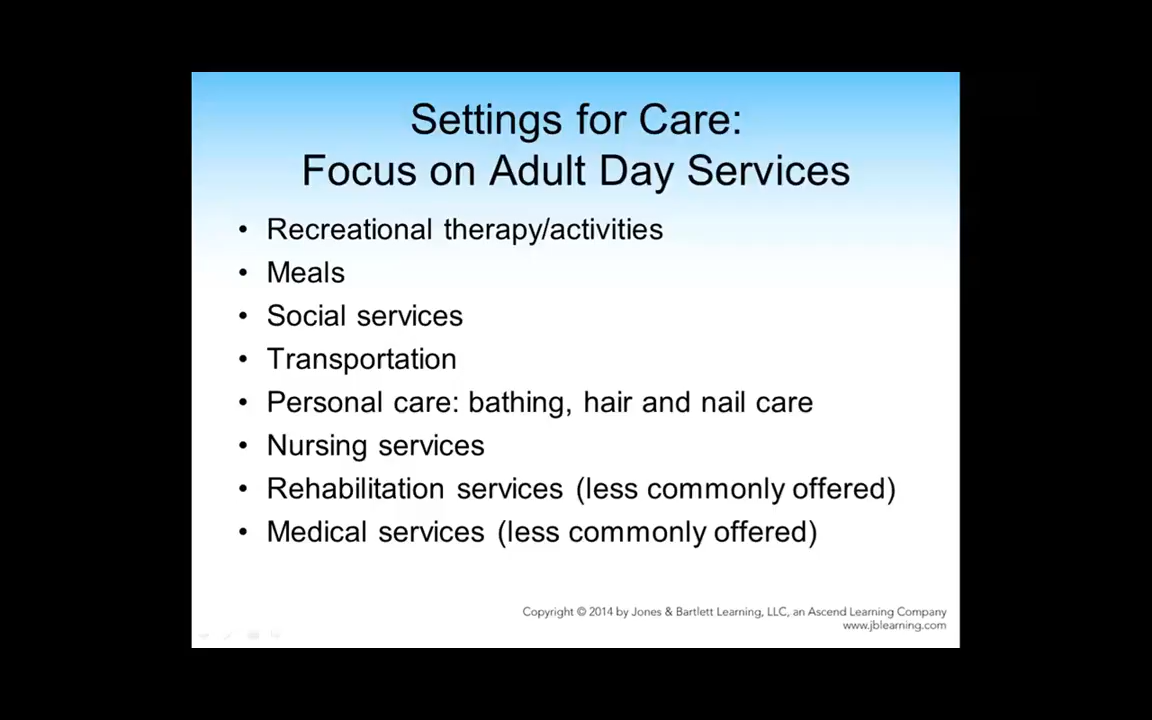 Settings for Care:
Focus on Adult Day Services
• Recreational therapy/activities
• Meals
• Social services
• Transportation
• Personal care: bathing, hair and nail care
• Nursing services
• Rehabilitation services (less commonly offered)
• Medical services (less commonly offered)
Copyright © 2014 by Jones & Bartlett Learning, LLC, an Ascend Learning Company
www.jblearning.com